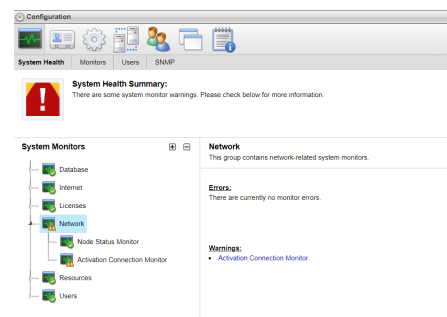 Configuration
System Health Monitors Users SNMP
System Health Summary:
There are some system monitor warnings. Please check below for more information.
System Monitors
Database
Internet
Licenses
Network
Node Status Monitor
Activation Connection Monitor
Resources
Users
Network
This group contains network-related system monitors.
Errors:
There are currently no monitor errors.
Warnings:
• Activation Connection Monitor